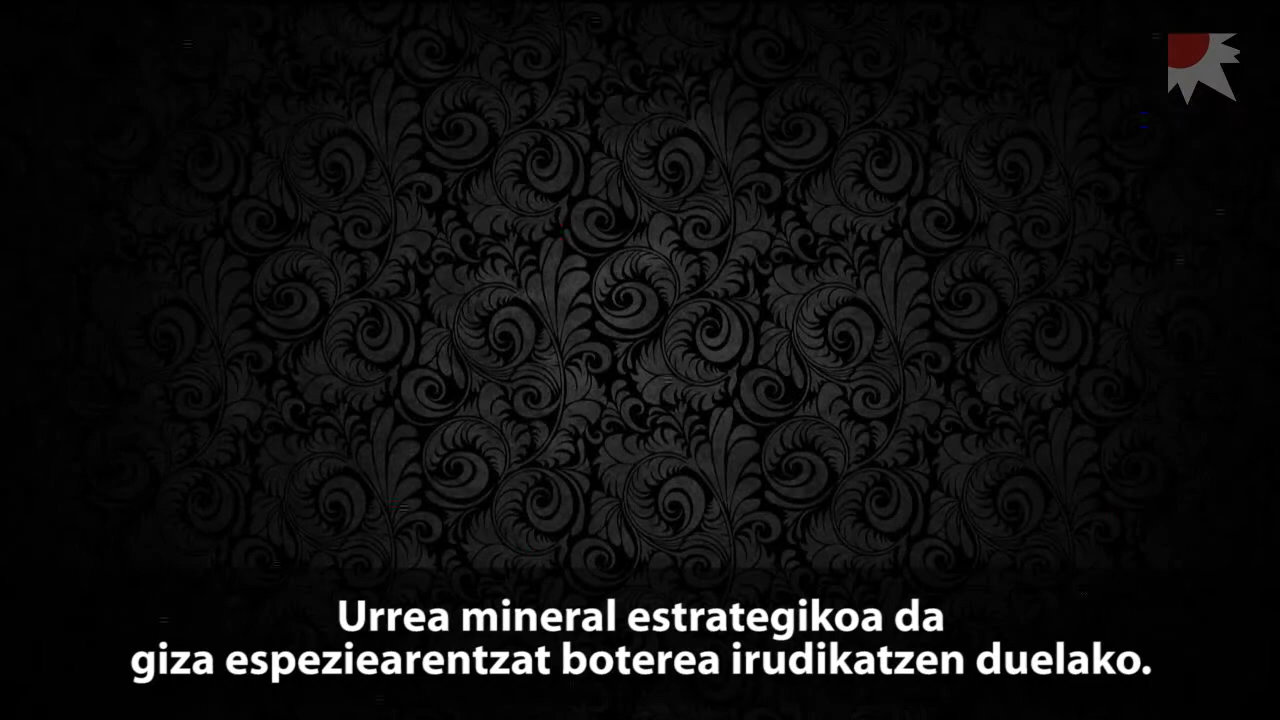 Urrea mineral estrategikoa da
giza espeziearentzat boterea irudikatzen duelako.